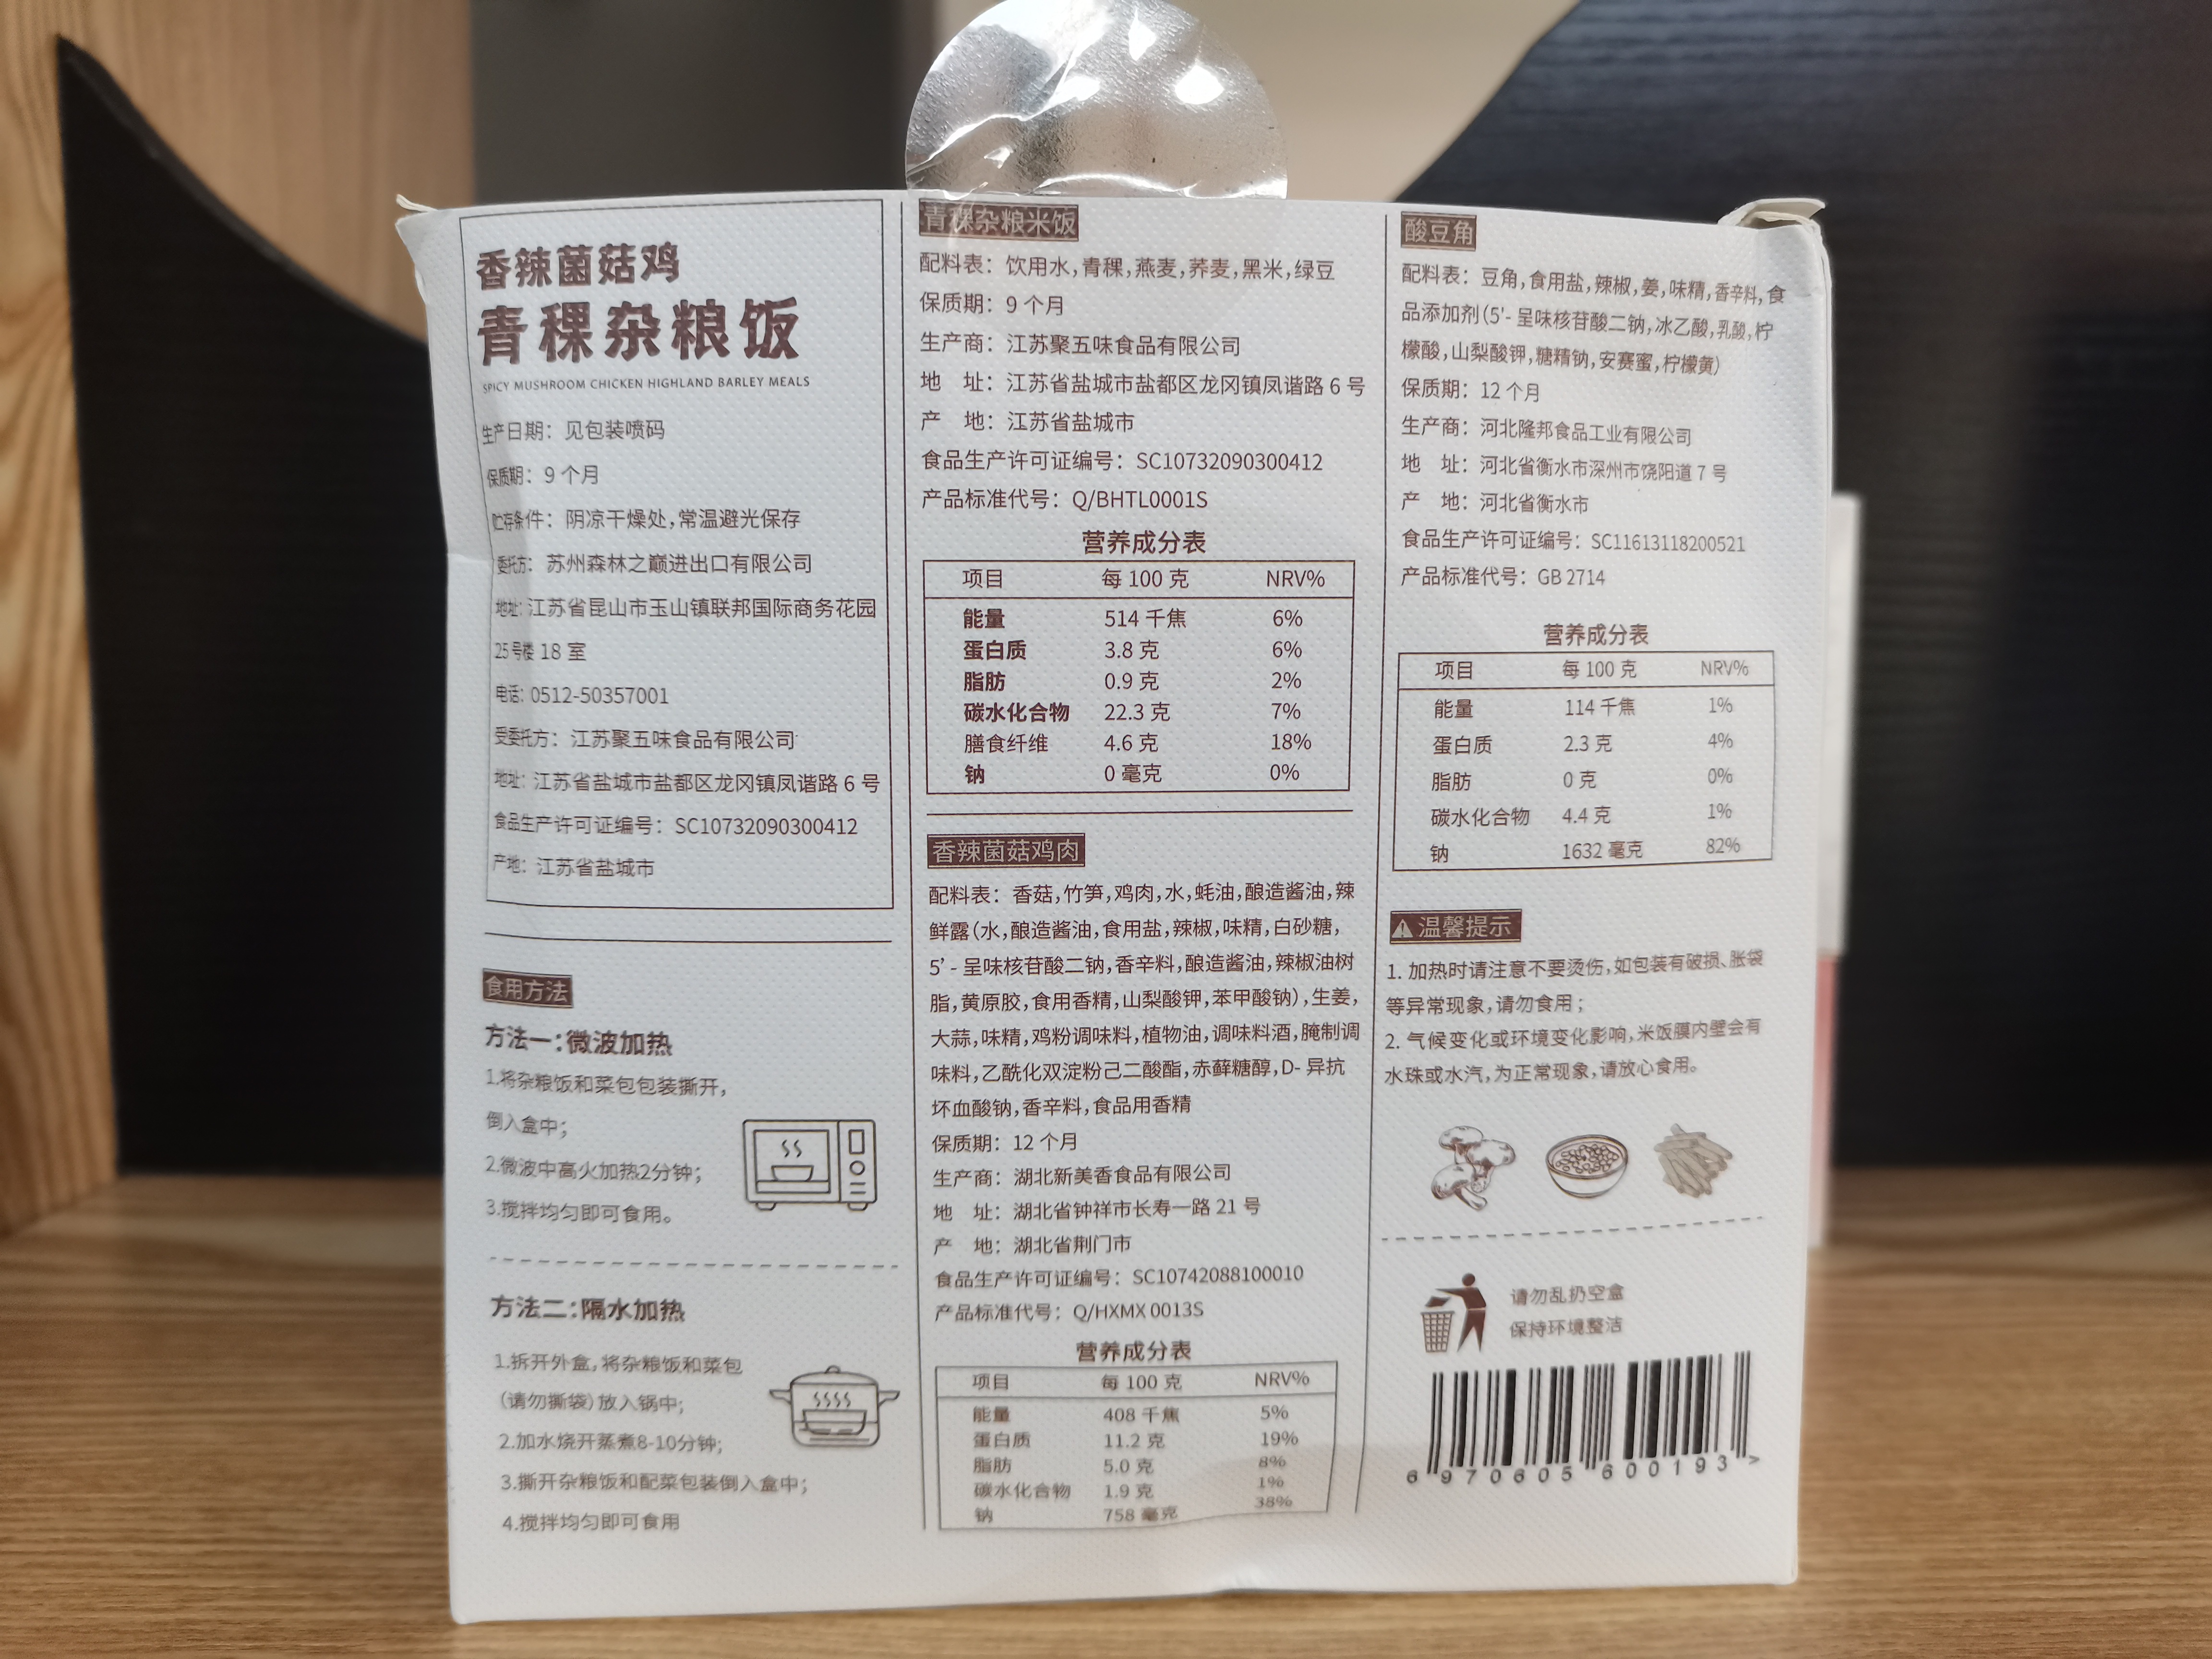 香辣菌菇鸡
青稞杂粮饭
SPICY MUSHROOM CHICKEN HIGHLAND BARLEY MEALS
生产日期：见包装喷码
保质期：9 个月
贮存条件：阴凉干燥处,常温避光保存
委托方：苏州森林之巅进出口有限公司
地址：江苏省昆山市玉山镇联邦国际商务花园
25号楼 18 室
电话：0512-50357001
受委托方：江苏聚五味食品有限公司
地址：江苏省盐城市盐都区龙冈镇凤谐路 6 号
食品生产许可证编号：SC10732090300412
产地：江苏省盐城市
食用方法
方法一：微波加热
1.将杂粮饭和菜包包装撕开,
倒入盒中；
2.微波中高火加热2分钟；
3.搅拌均匀即可食用。
方法二：隔水加热
1.拆开外盒,将杂粮饭和菜包
(请勿撕袋)放入锅中；
2.加水烧开蒸煮8-10分钟；
3.撕开杂粮饭和配菜包装倒入盒中；
4.搅拌均匀即可食用
青稞杂粮米饭
配料表：饮用水,青稞,燕麦,荞麦,黑米,绿豆
保质期：9 个月
生产商：江苏聚五味食品有限公司
地　址：江苏省盐城市盐都区龙冈镇凤谐路 6 号
产　地：江苏省盐城市
食品生产许可证编号：SC10732090300412
产品标准代号：Q/BHTL0001S
营养成分表
项目 每 100 克 NRV%
能量 514 千焦 6%
蛋白质 3.8 克 6%
脂肪 0.9 克 2%
碳水化合物 22.3 克 7%
膳食纤维 4.6 克 18%
钠 0 毫克 0%
香辣菌菇鸡肉
配料表：香菇,竹笋,鸡肉,水,蚝油,酿造酱油,辣
鲜露(水,酿造酱油,食用盐,辣椒,味精,白砂糖,
5’- 呈味核苷酸二钠,香辛料,酿造酱油,辣椒油树
脂,黄原胶,食用香精,山梨酸钾,苯甲酸钠),生姜,
大蒜,味精,鸡粉调味料,植物油,调味料酒,腌制调
味料,乙酰化双淀粉己二酸酯,赤藓糖醇,D- 异抗
坏血酸钠,香辛料,食品用香精
保质期：12 个月
生产商：湖北新美香食品有限公司
地　址：湖北省钟祥市长寿一路 21 号
产　地：湖北省荆门市
食品生产许可证编号：SC10742088100010
产品标准代号：Q/HXMX 0013S
营养成分表
项目 每 100 克 NRV%
能量 408 千焦 5%
蛋白质 11.2 克 19%
脂肪 5.0 克 8%
碳水化合物 1.9 克 1%
钠 758 毫克 38%
酸豆角
配料表：豆角,食用盐,辣椒,姜,味精,香辛料,食
品添加剂(5'- 呈味核苷酸二钠,冰乙酸,乳酸,柠
檬酸,山梨酸钾,糖精钠,安赛蜜,柠檬黄)
保质期：12 个月
生产商：河北隆邦食品工业有限公司
地　址：河北省衡水市深州市饶阳道 7 号
产　地：河北省衡水市
食品生产许可证编号：SC11613118200521
产品标准代号：GB 2714
营养成分表
项目 每 100 克 NRV%
能量 114 千焦 1%
蛋白质 2.3 克 4%
脂肪 0 克 0%
碳水化合物 4.4 克 1%
钠 1632 毫克 82%
温馨提示
1. 加热时请注意不要烫伤,如包装有破损、胀袋
等异常现象,请勿食用；
2. 气候变化或环境变化影响,米饭膜内壁会有
水珠或水汽,为正常现象,请放心食用。
请勿乱扔空盒
保持环境整洁
6 970605 600193 >